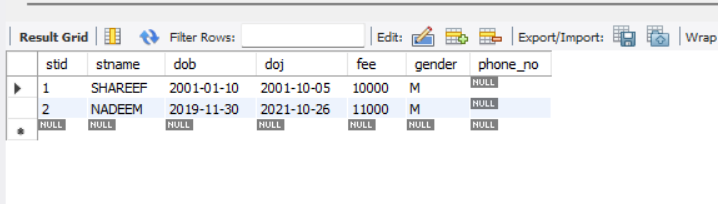 Result Grid Filter Rows: Edit: Export/Import: Wrap
stid stname dob doj fee gender phone_no
1 SHAREEF 2001-01-10 2001-10-05 10000 M NULL
2 NADEEM 2019-11-30 2021-10-26 11000 M NULL
NULL NULL NULL NULL NULL NULL NULL